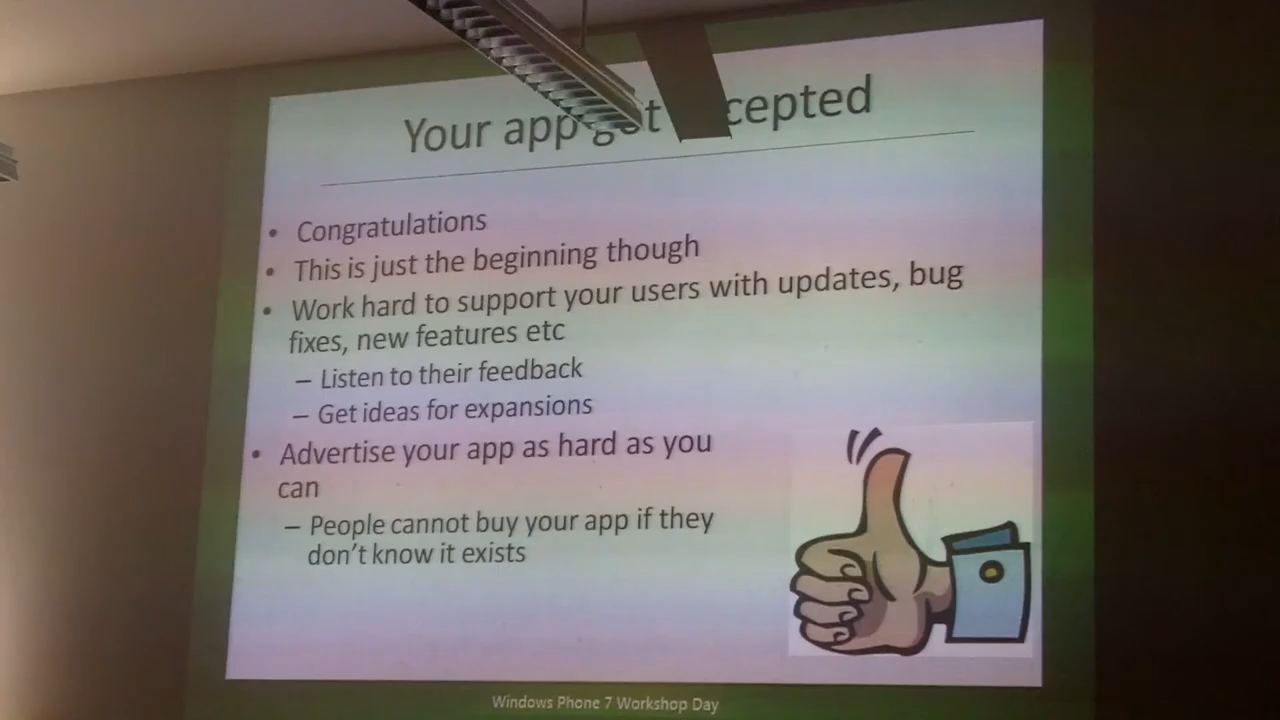 Your app got cepted
• Congratulations
• This is just the beginning though
• Work hard to support your users with updates, bug
fixes, new features etc
– Listen to their feedback
– Get ideas for expansions
• Advertise your app as hard as you
can
– People cannot buy your app if they
don't know it exists
Windows Phone 7 Workshop Day